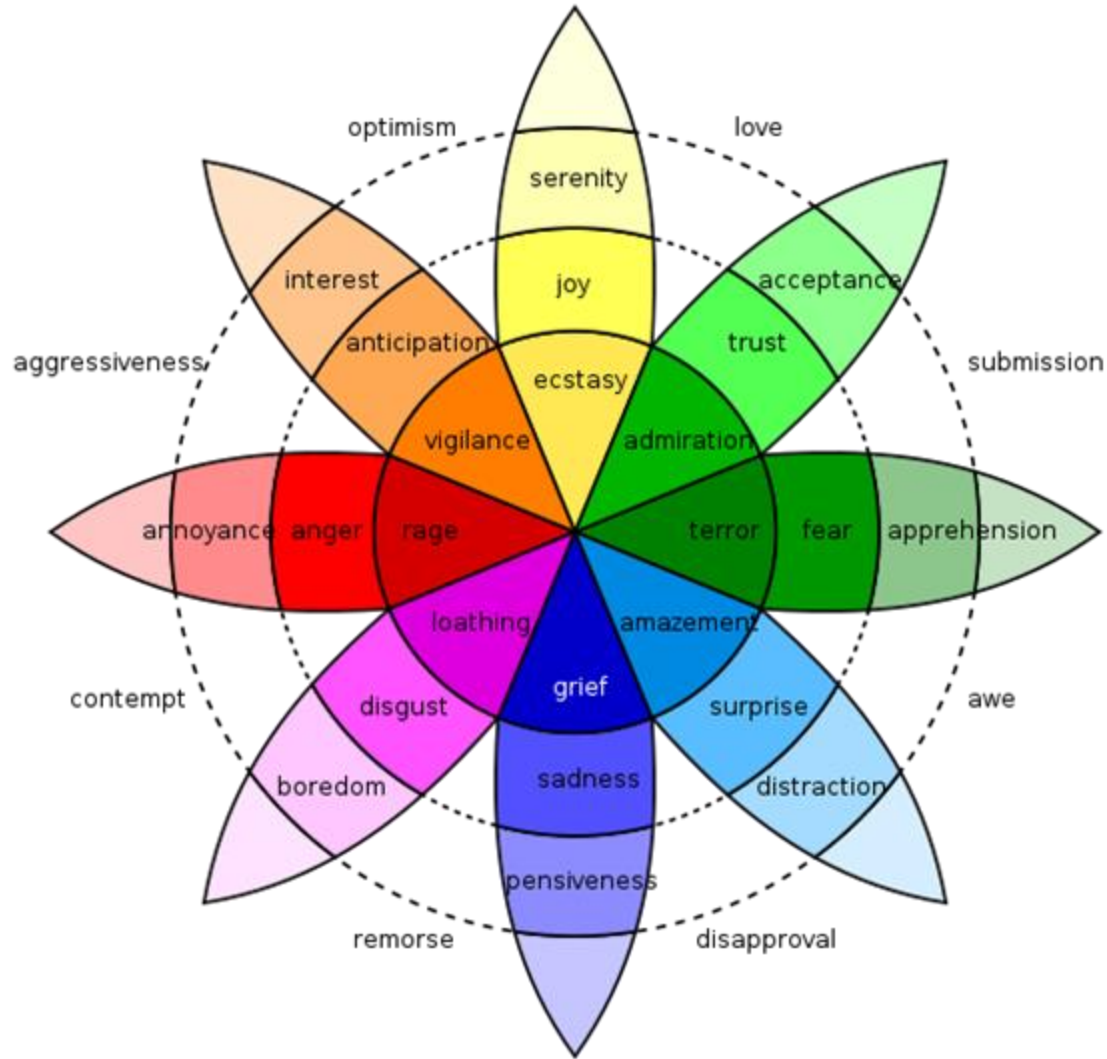 optimism
love
serenity
interest
joy
acceptance
anticipation
trust
aggressiveness
submission
ecstasy
vigilance
admiration
annoyance
anger
rage
terror
fear
apprehension
loathing
amazement
grief
contempt
disgust
surprise
awe
sadness
boredom
distraction
pensiveness
remorse
disapproval